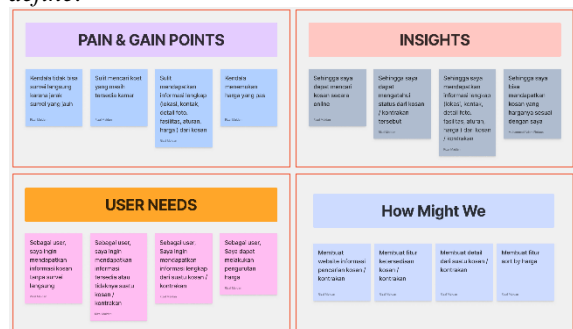 define.
PAIN & GAIN POINTS
Kendala tidak bisa
survei langsung
karena jarak
survei yang jauh
Sulit mencari kost
yang masih
tersedia kamar
Sulit
mendapatkan
informasi lengkap
(lokasi, kontak,
detail foto,
fasilitas, aturan,
harga) dari kosan
Kendala
menemukan
harga yang pas
INSIGHTS
Sehingga saya
dapat mencari
kosan secara
online
Sehingga saya
dapat
mengetahui
status dari kosan
/ kontrakan
tersebut
Sehingga saya
mendapatkan
informasi lengkap
(lokasi, kontak,
detail foto,
fasilitas, aturan,
harga) dari kosan
/ kontrakan
Sehingga saya
bisa
mendapatkan
kosan yang
harganya sesuai
dengan saya
USER NEEDS
Sebagai user,
saya ingin
mendapatkan
informasi kosan
tanpa survei
langsung
Sebagai user,
saya ingin
mendapatkan
informasi
tersedia atau
tidaknya suatu
kosan /
kontrakan
Sebagai user,
Saya ingin
mendapatkan
informasi lengkap
dari suatu kosan /
kontrakan
Sebagai user,
Saya dapat
melakukan
pengurutan
harga
How Might We
Membuat
website informasi
pencarian kosan /
kontrakan
Membuat fitur
ketersediaan
kosan /
kontrakan
Membuat detail
dari suatu kosan /
kontrakan
Membuat fitur
sort by harga